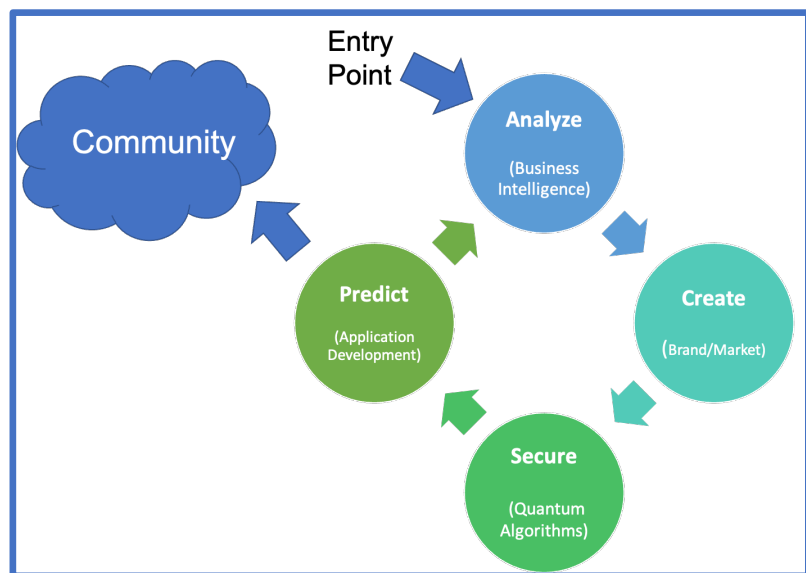 Entry
Point
Community
Analyze
(Business
Intelligence)
Predict
(Application
Development)
Create
(Brand/Market)
Secure
(Quantum
Algorithms)